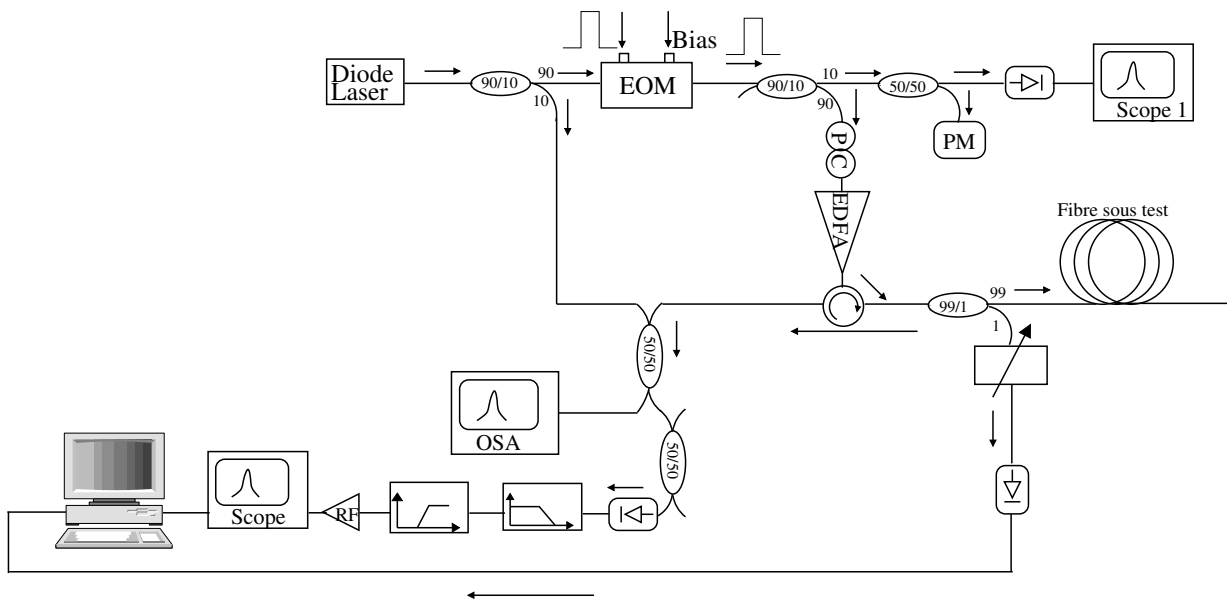 Bias
Diode
Laser
90/10
90
10
EOM
90/10
10
90
50/50
Scope 1
PM
PC
EDFA
Fibre sous test
99/1
99
1
50/50
OSA
50/50
Scope
RF